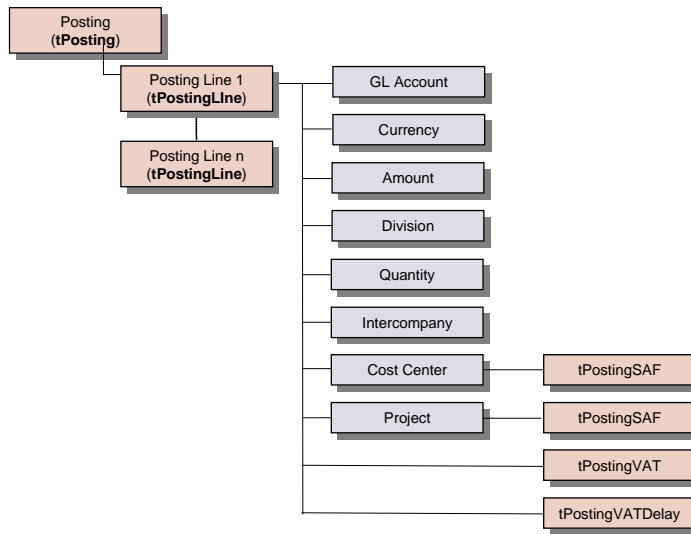 Posting
(tPosting)
Posting Line 1
(tPostingLIne)
Posting Line n
(tPostingLine)
GL Account
Currency
Amount
Division
Quantity
Intercompany
Cost Center
tPostingSAF
Project
tPostingSAF
tPostingVAT
tPostingVATDelay